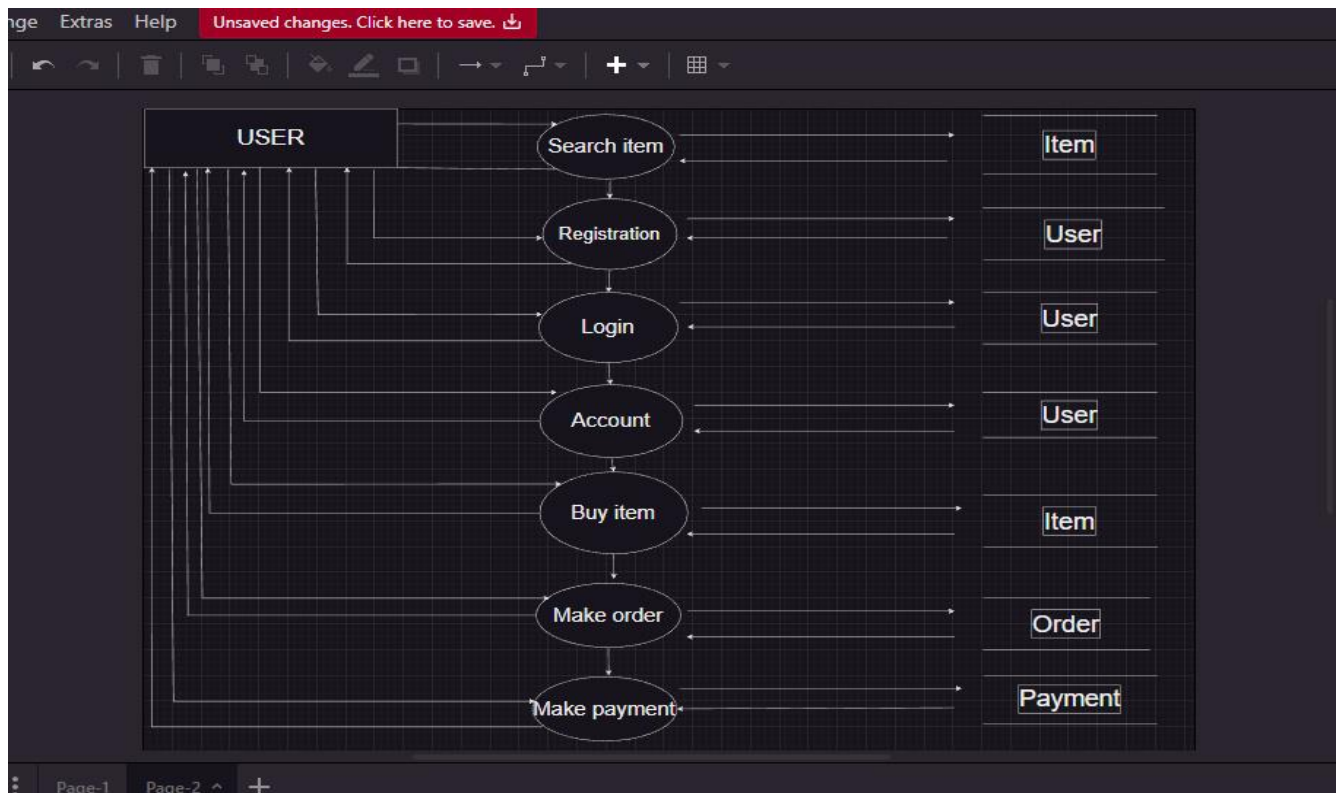 Extras Help Unsaved changes. Click here to save.
USER
Search item
Item
Registration
User
Login
User
Account
User
Buy item
Item
Make order
Order
Make payment
Payment
Page-1 Page-2